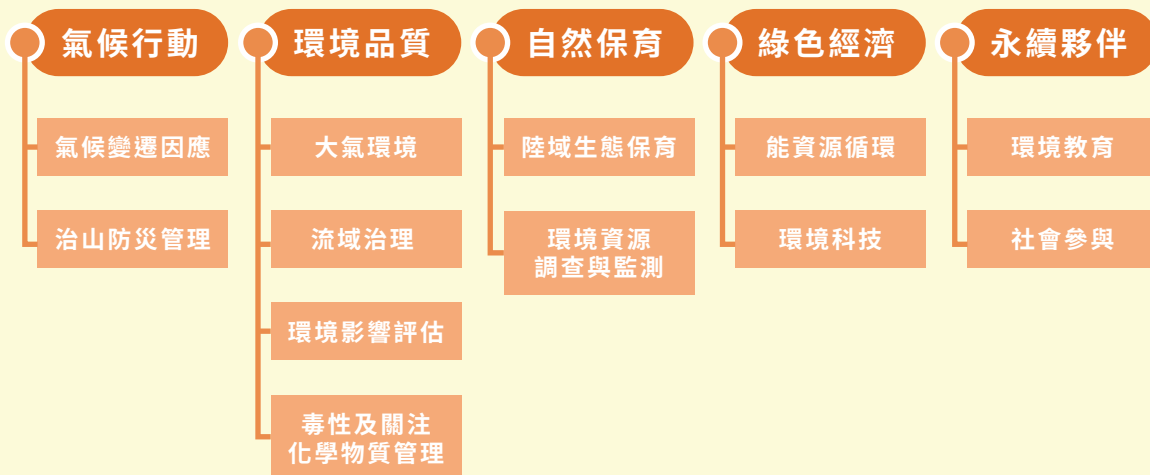 氣候行動
氣候變遷因應
治山防災管理
環境品質
大氣環境
流域治理
環境影響評估
毒性及關注
化學物質管理
自然保育
陸域生態保育
環境資源
調查與監測
綠色經濟
能資源循環
環境科技
永續夥伴
環境教育
社會參與